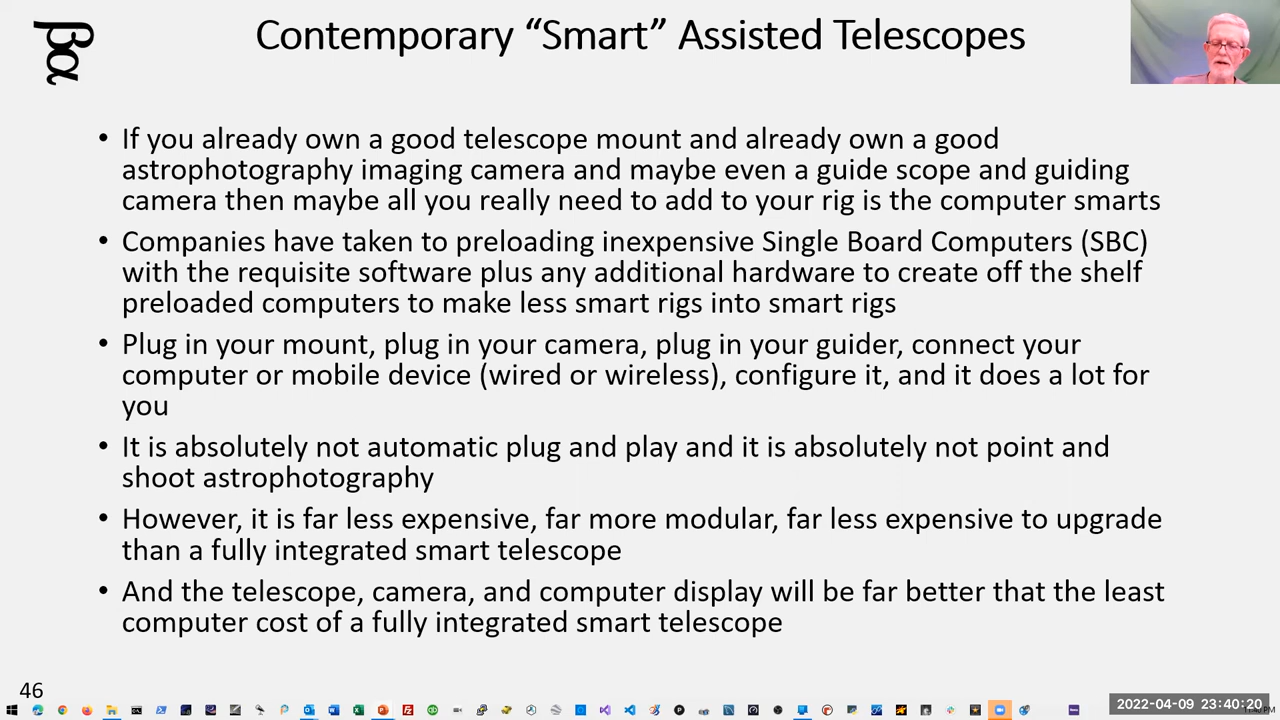 Contemporary “Smart” Assisted Telescopes
• If you already own a good telescope mount and already own a good
astrophotography imaging camera and maybe even a guide scope and guiding
camera then maybe all you really need to add to your rig is the computer smarts
• Companies have taken to preloading inexpensive Single Board Computers (SBC)
with the requisite software plus any additional hardware to create off the shelf
preloaded computers to make less smart rigs into smart rigs
• Plug in your mount, plug in your camera, plug in your guider, connect your
computer or mobile device (wired or wireless), configure it, and it does a lot for
you
• It is absolutely not automatic plug and play and it is absolutely not point and
shoot astrophotography
• However, it is far less expensive, far more modular, far less expensive to upgrade
than a fully integrated smart telescope
• And the telescope, camera, and computer display will be far better that the least
computer cost of a fully integrated smart telescope
46
2022-04-09 23:40:20